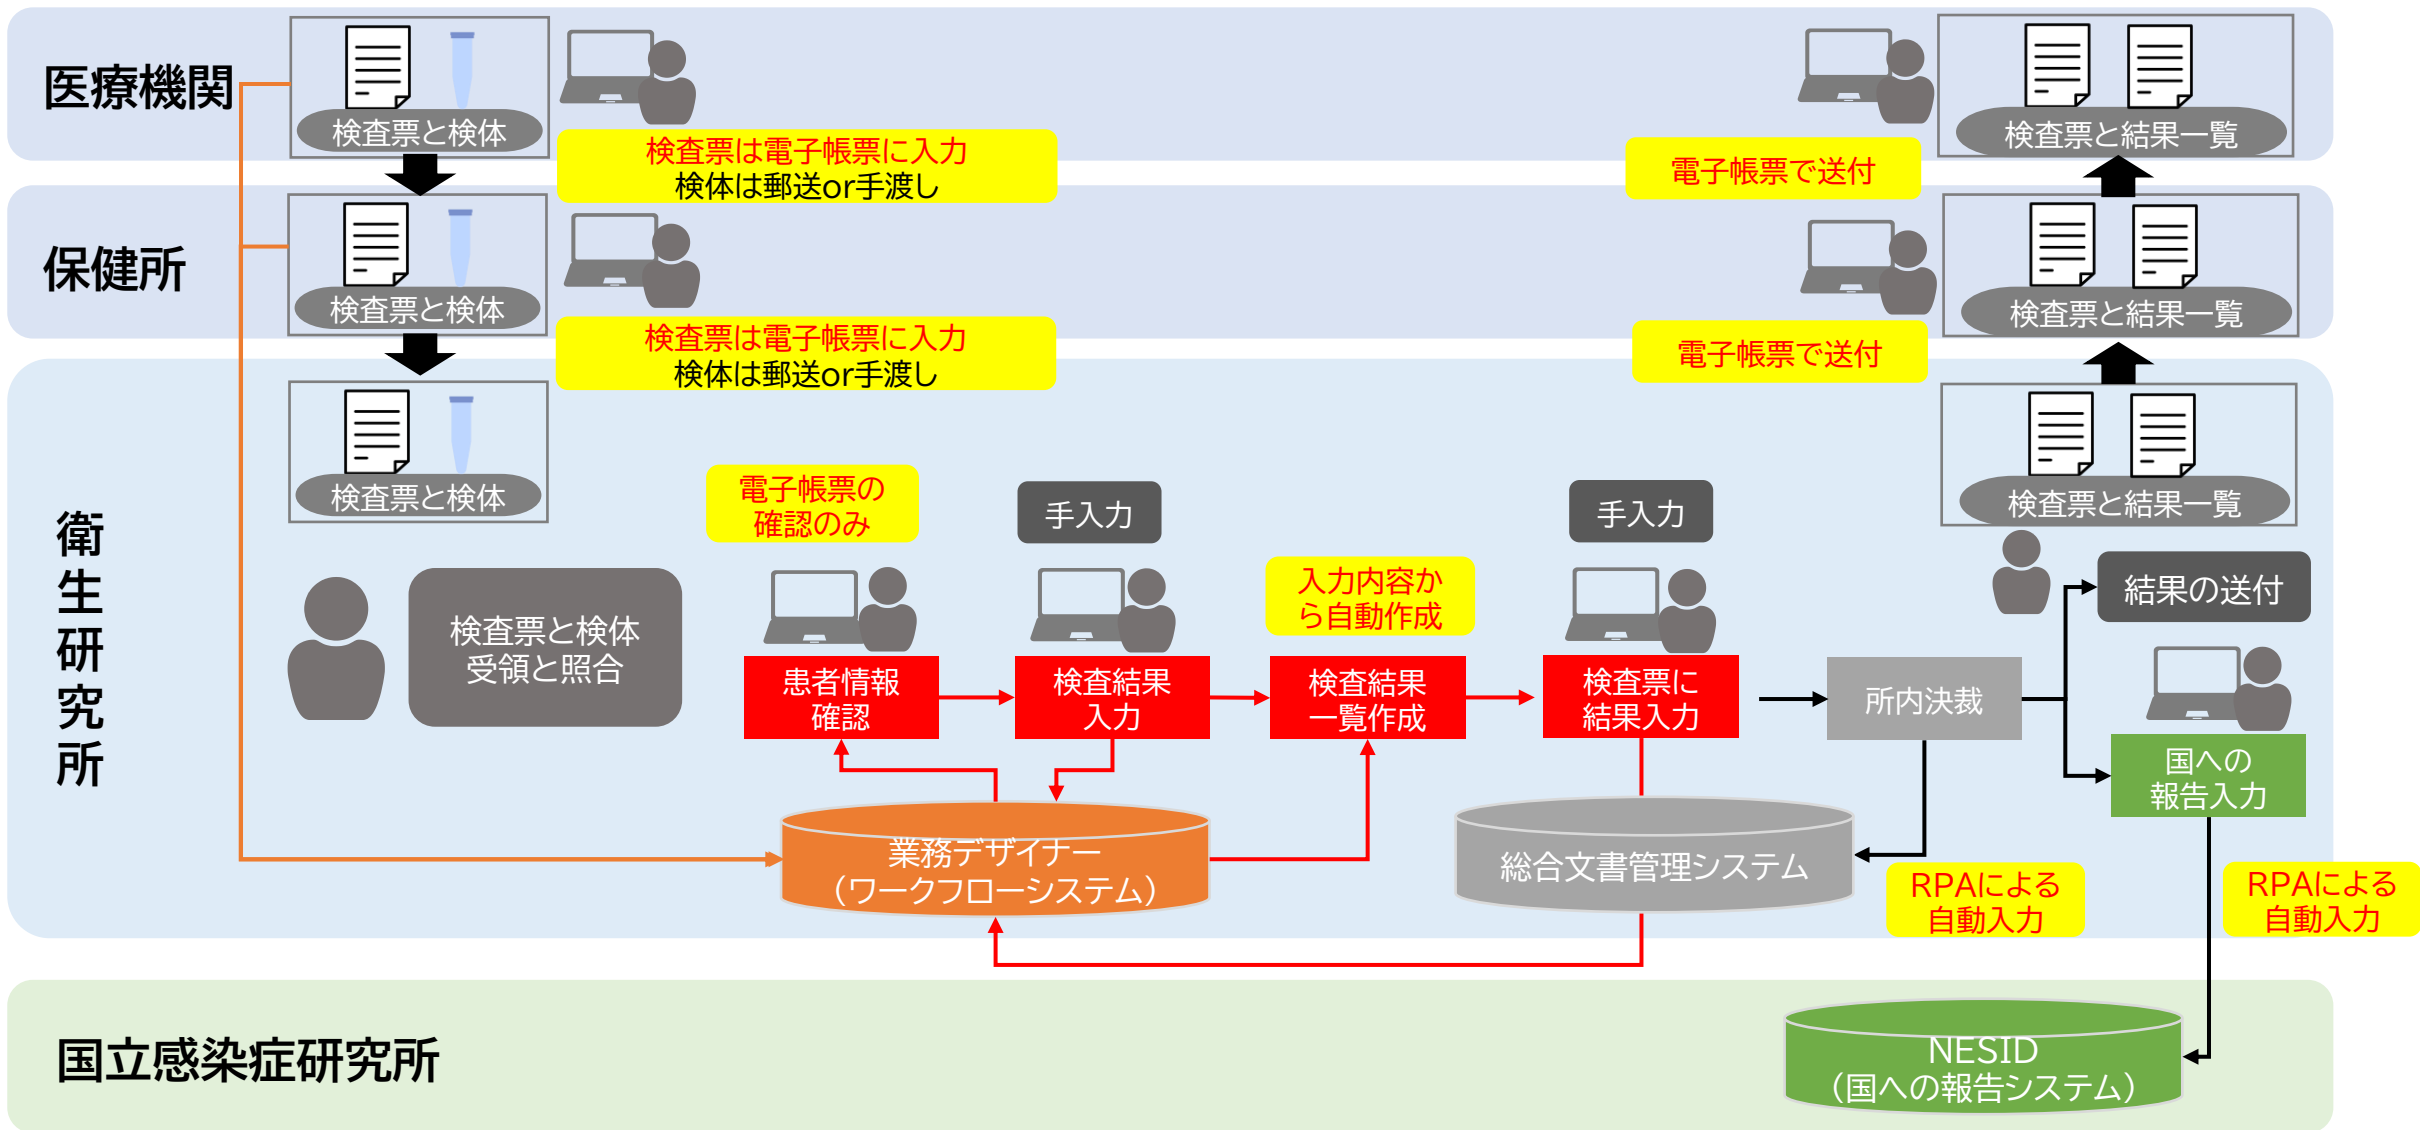 医療機関
検査票と検体
検査票は電子帳票に入力
検体は郵送or手渡し
電子帳票で送付
検査票と結果一覧
保健所
検査票と検体
検査票は電子帳票に入力
検体は郵送or手渡し
電子帳票で送付
検査票と結果一覧
衛生研究所
検査票と検体
検査票と結果一覧
検査票と検体
受領と照合
電子帳票の
確認のみ
手入力
入力内容か
ら自動作成
手入力
結果の送付
患者情報
確認
検査結果
入力
検査結果
一覧作成
検査票に
結果入力
所内決裁
国への
報告入力
業務デザイナー
（ワークフローシステム）
総合文書管理システム
RPAによる
自動入力
RPAによる
自動入力
国立感染症研究所
NESID
（国への報告システム）